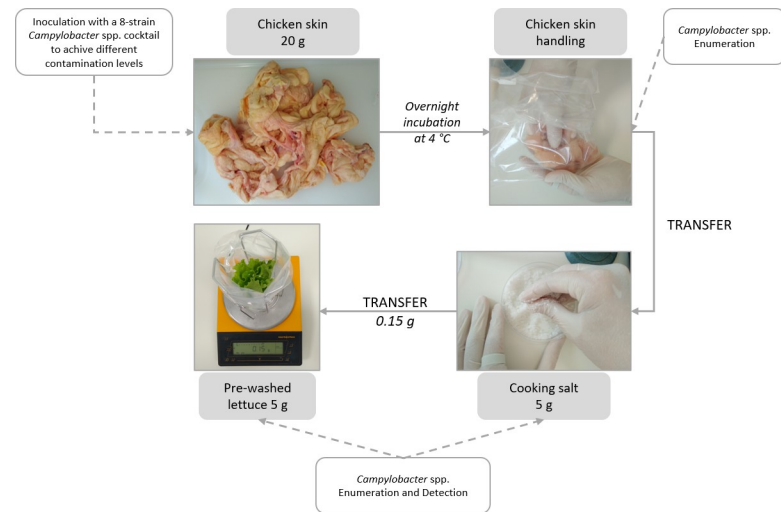 Inoculation with a 8-strain
Campylobacter spp. cocktail
to achive different
contamination levels
Chicken skin
20 g
Overnight
incubation
at 4 °C
Chicken skin
handling
Campylobacter spp.
Enumeration
TRANSFER
TRANSFER
0.15 g
Pre-washed
lettuce 5 g
Cooking salt
5 g
Campylobacter spp.
Enumeration and Detection